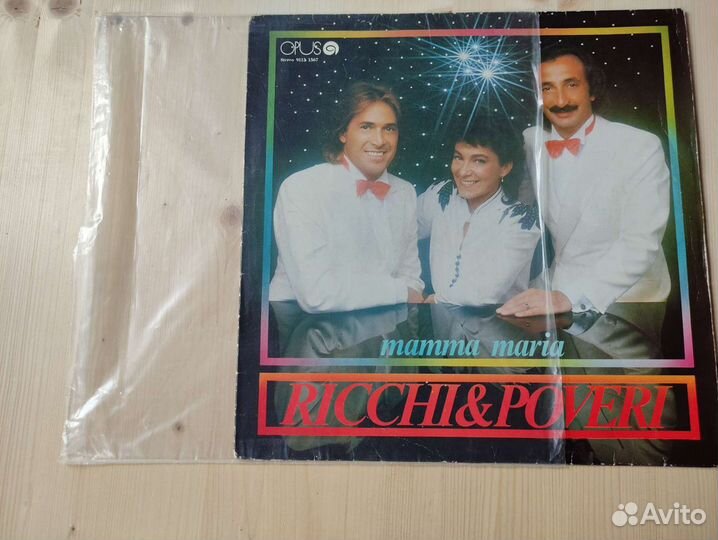 OPUS
Stereo 9113 1567
mamma maria
RICCHI&POVERI
Avito